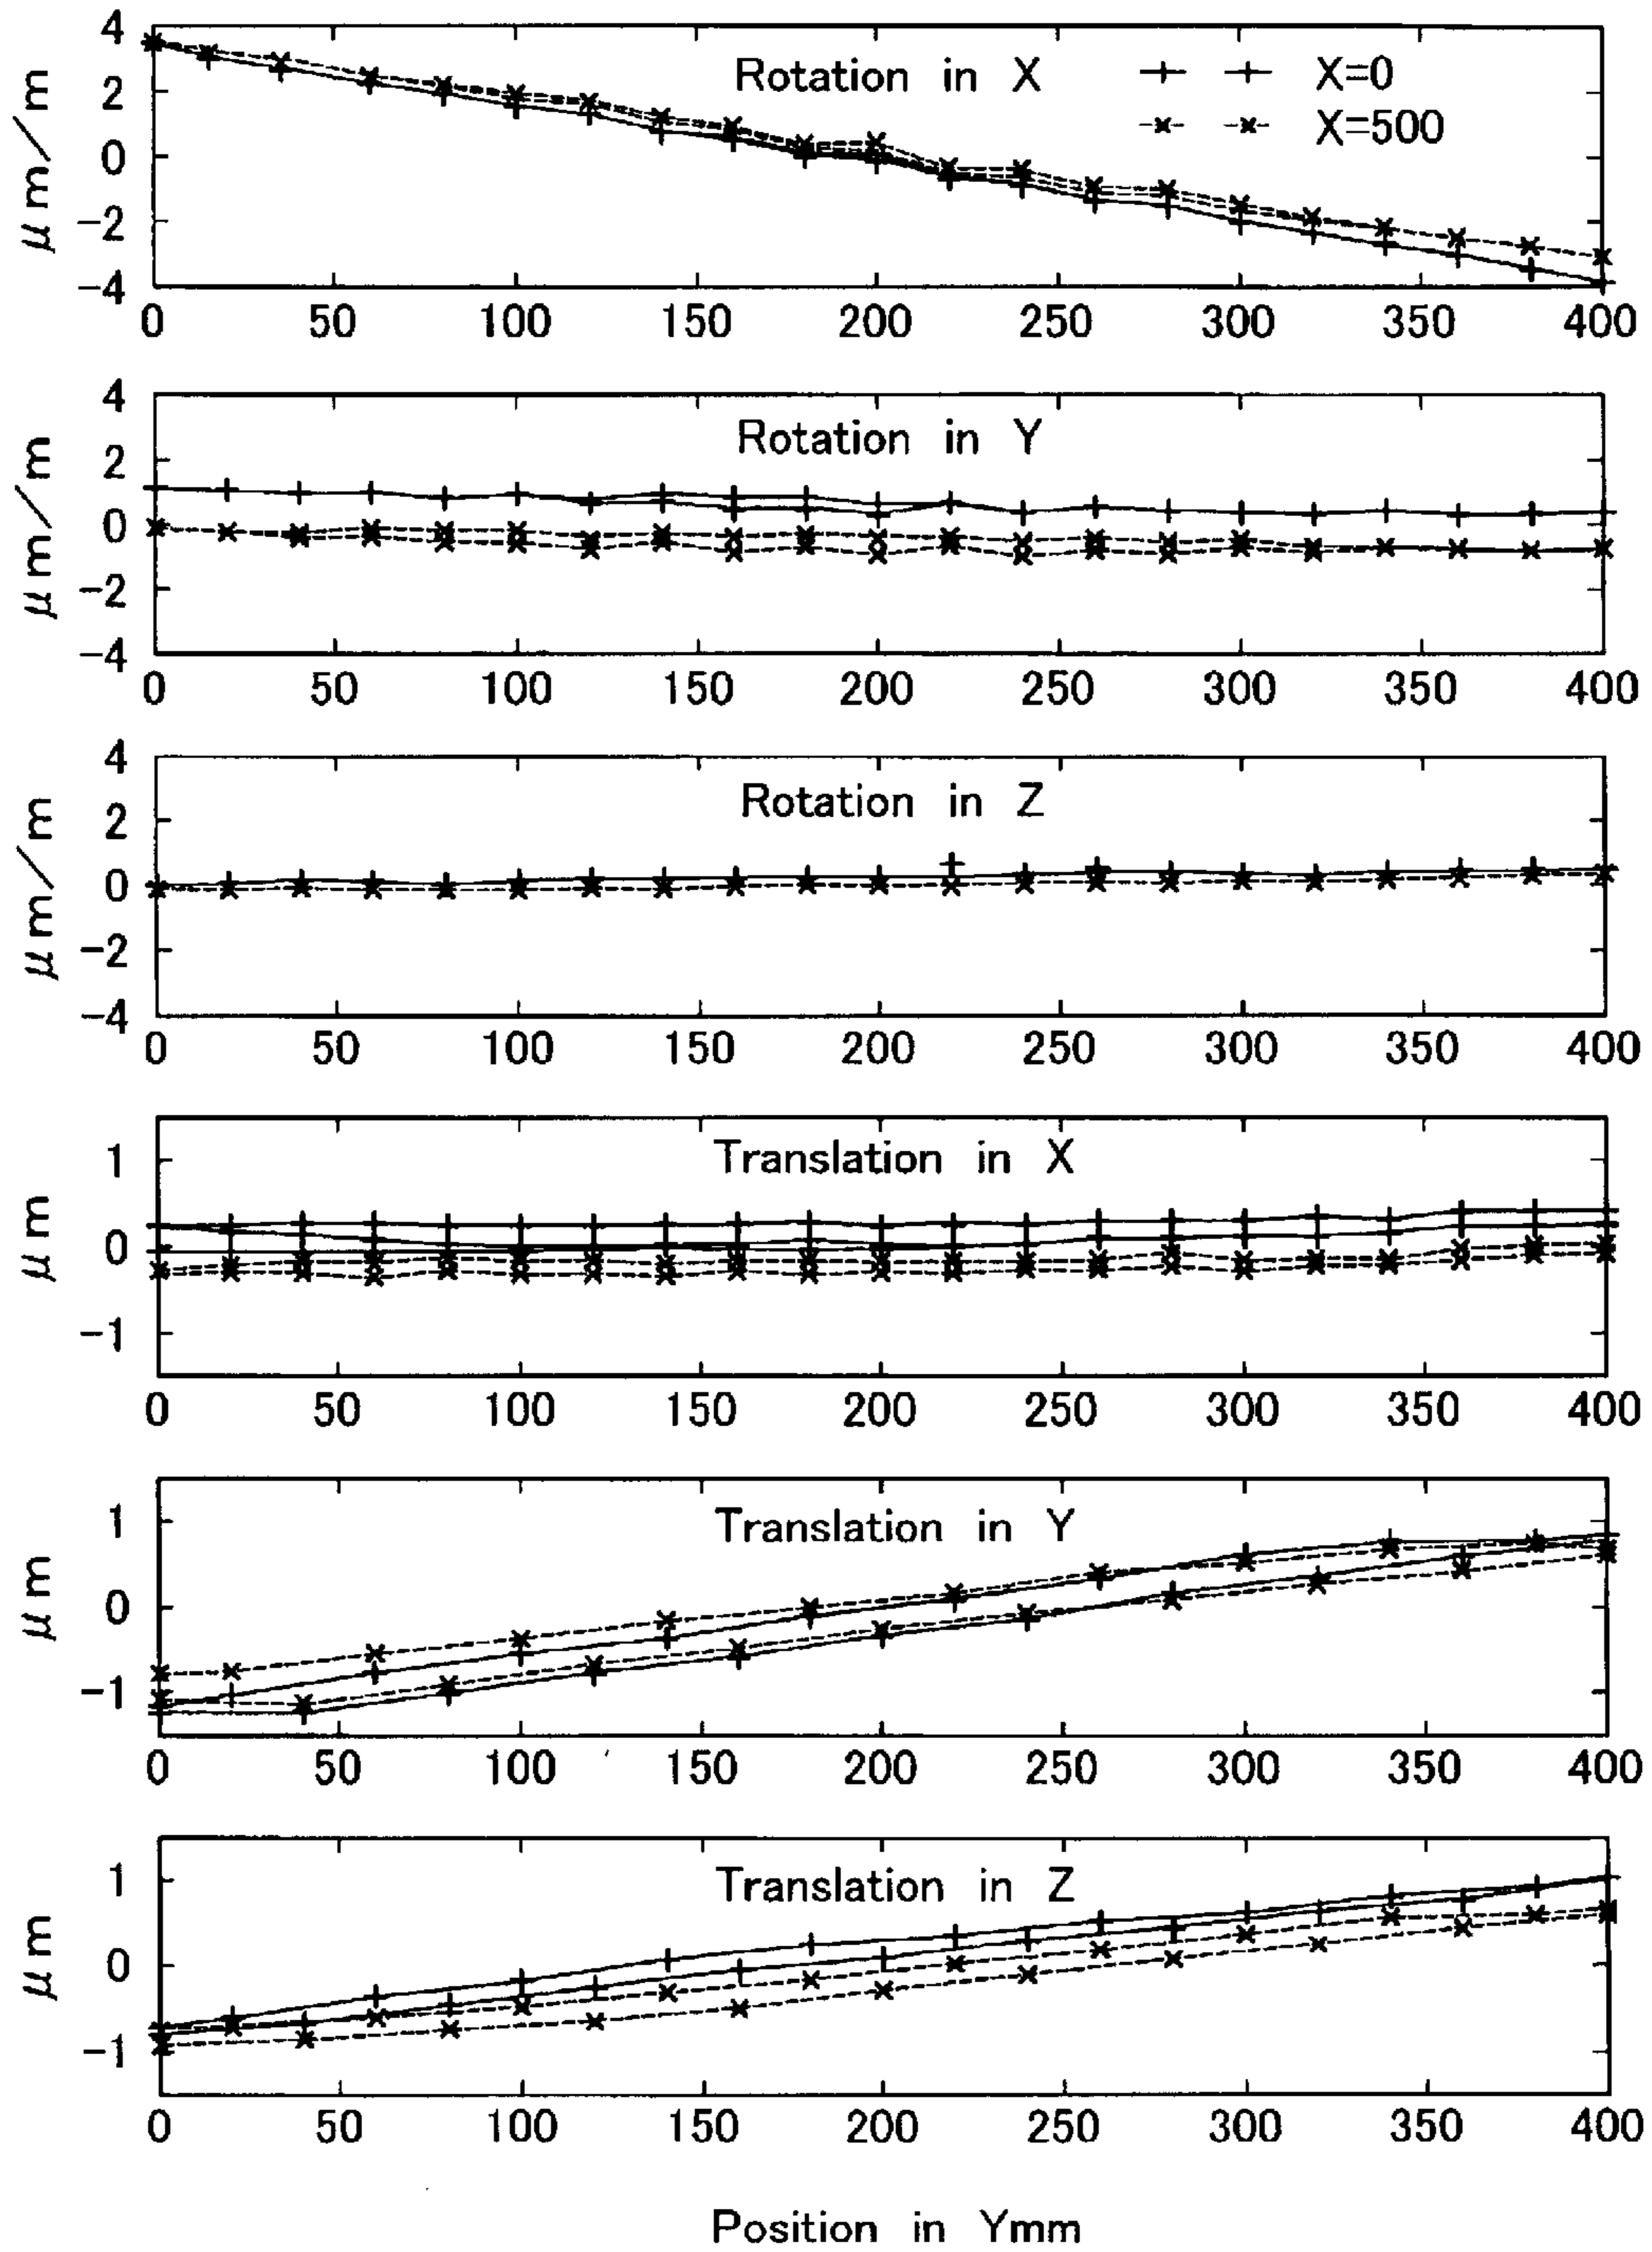 4
Rotation in X
X=0
2
X=500
0
-2
-4
μm/m
0 50 100 150 200 250 300 350 400
4
Rotation in Y
2
0
-2
-4
μm/m
0 50 100 150 200 250 300 350 400
4
Rotation in Z
2
0
-2
-4
μm/m
0 50 100 150 200 250 300 350 400
Translation in X
1
0
-1
μm
0 50 100 150 200 250 300 350 400
Translation in Y
1
0
-1
μm
0 50 100 150 200 250 300 350 400
Translation in Z
1
0
-1
μm
0 50 100 150 200 250 300 350 400
Position in Ymm